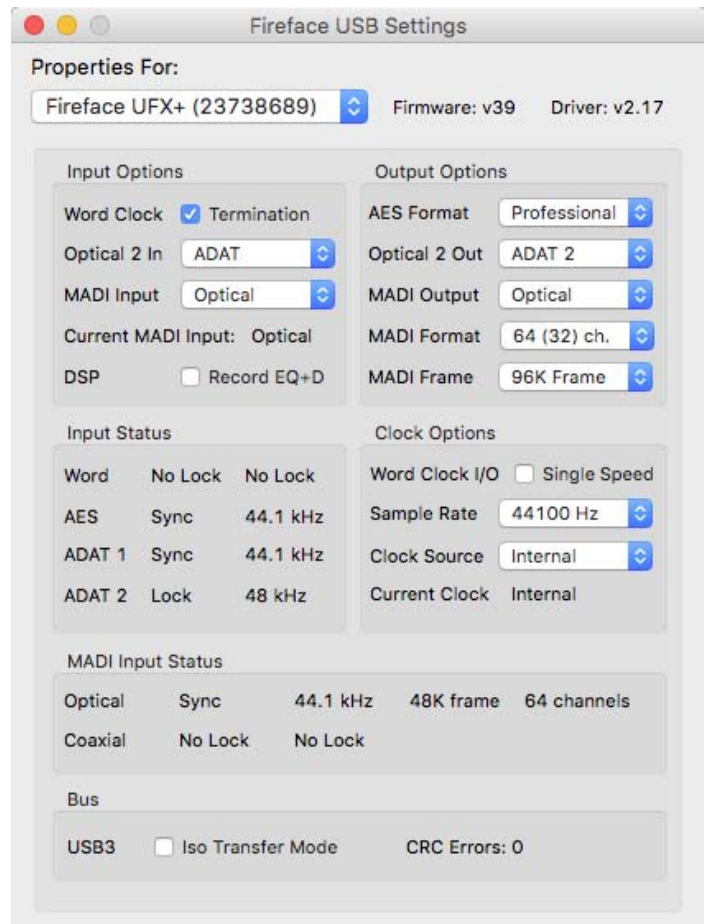 Fireface USB Settings
Properties For:
Fireface UFX+ (23738689) Firmware: v39 Driver: v2.17
Input Options
Word Clock Termination
Optical 2 In ADAT
MADI Input Optical
Current MADI Input: Optical
DSP Record EQ+D
Output Options
AES Format Professional
Optical 2 Out ADAT 2
MADI Output Optical
MADI Format 64 (32) ch.
MADI Frame 96K Frame
Input Status
Word No Lock No Lock
AES Sync 44.1 kHz
ADAT 1 Sync 44.1 kHz
ADAT 2 Lock 48 kHz
Clock Options
Word Clock I/O Single Speed
Sample Rate 44100 Hz
Clock Source Internal
Current Clock Internal
MADI Input Status
Optical Sync 44.1 kHz 48K frame 64 channels
Coaxial No Lock No Lock
Bus
USB3 Iso Transfer Mode CRC Errors: 0